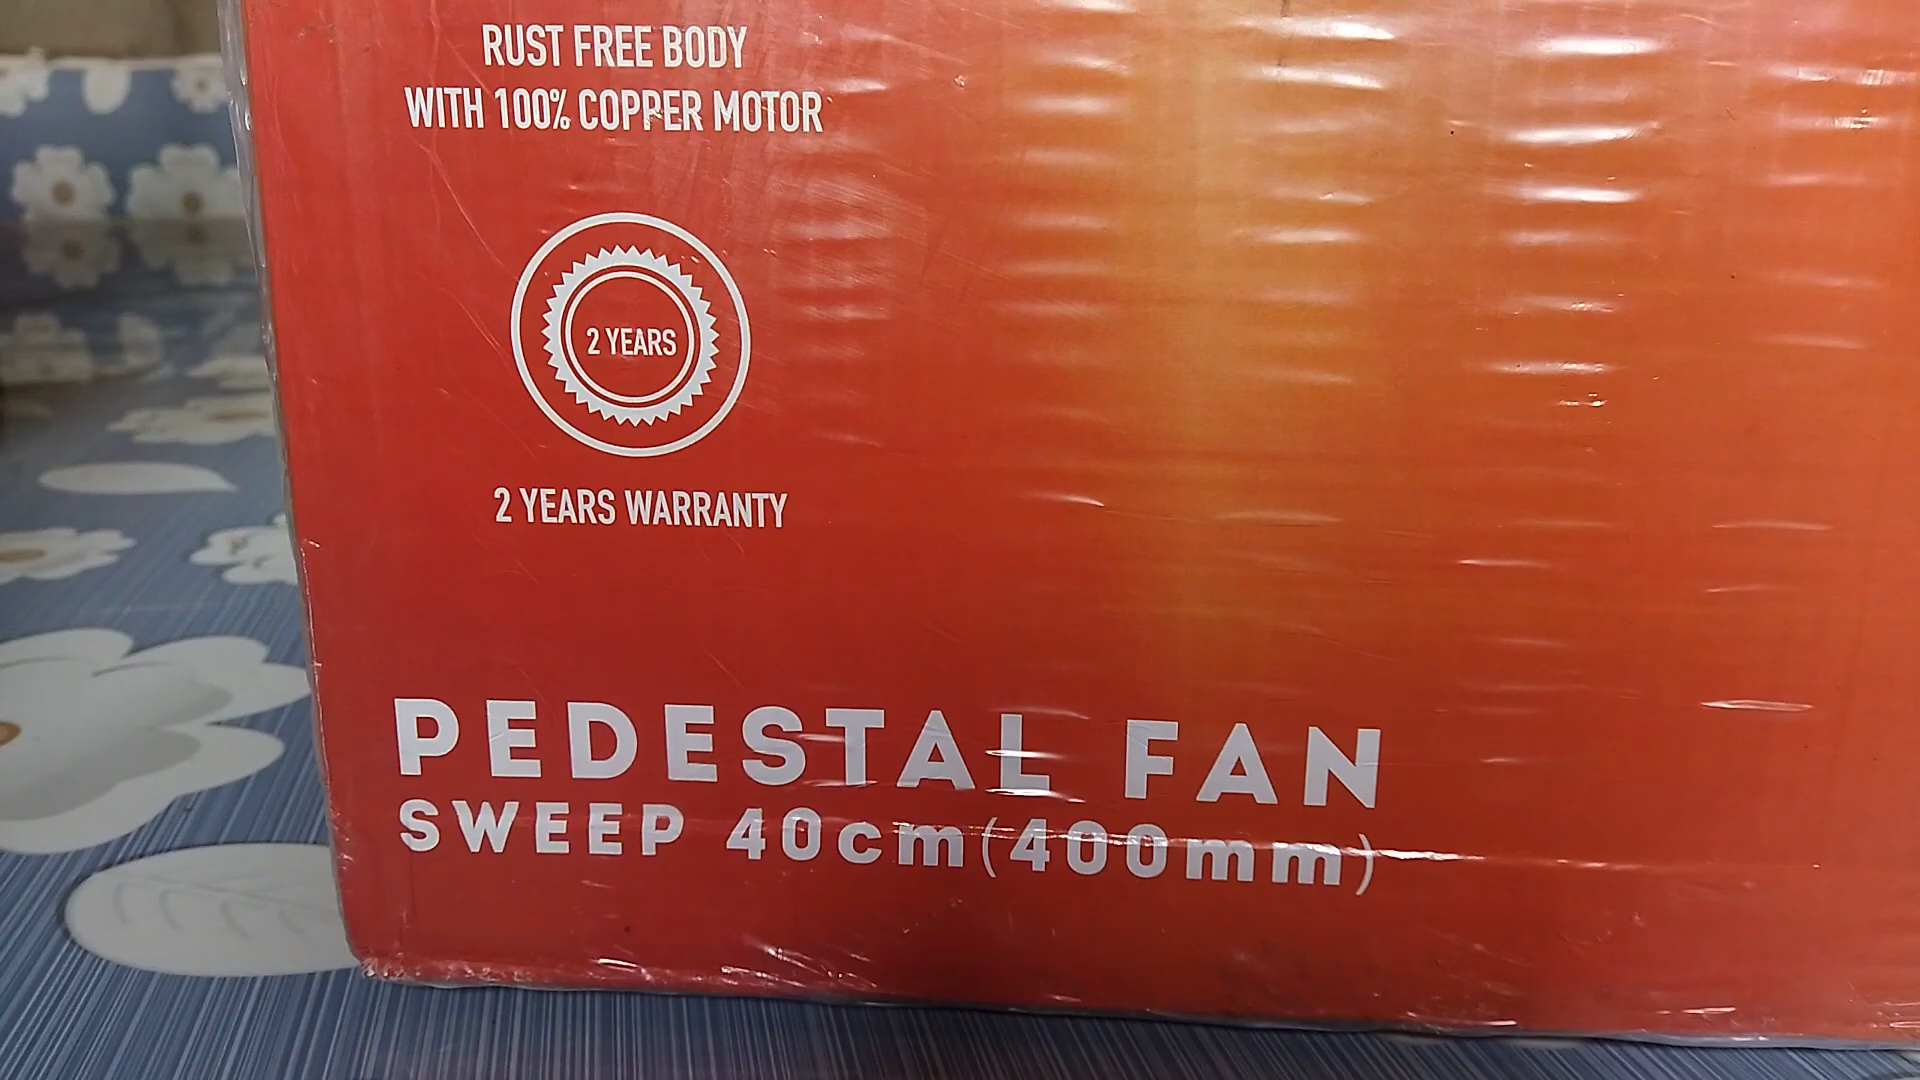 RUST FREE BODY
WITH 100% COPPER MOTOR
2 YEARS
2 YEARS WARRANTY
PEDESTAL FAN
SWEEP 40cm(400mm)